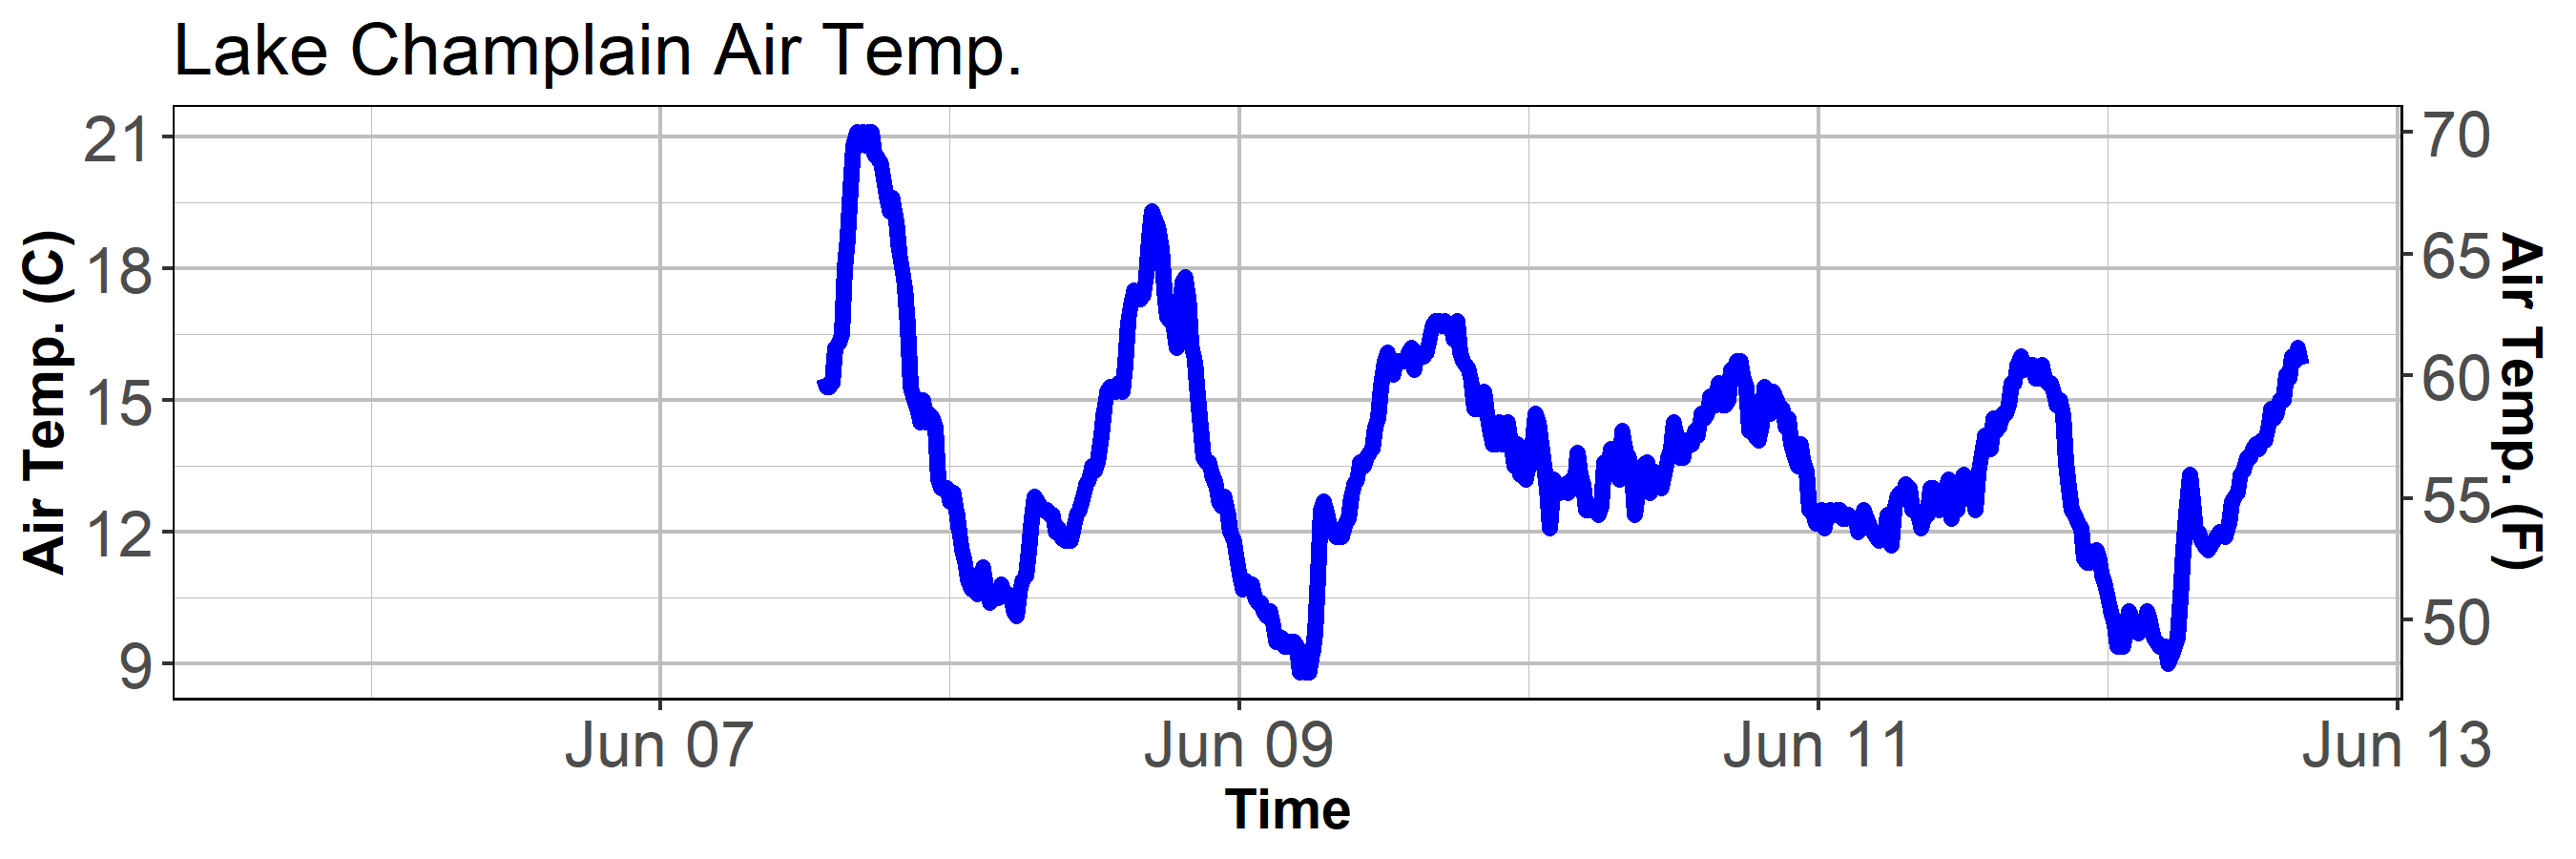 Lake Champlain Air Temp.
Air Temp. (C)
21
18
15
12
9
70
65
60
55
50
Air Temp. (F)
Jun 07 Jun 09 Jun 11 Jun 13
Time